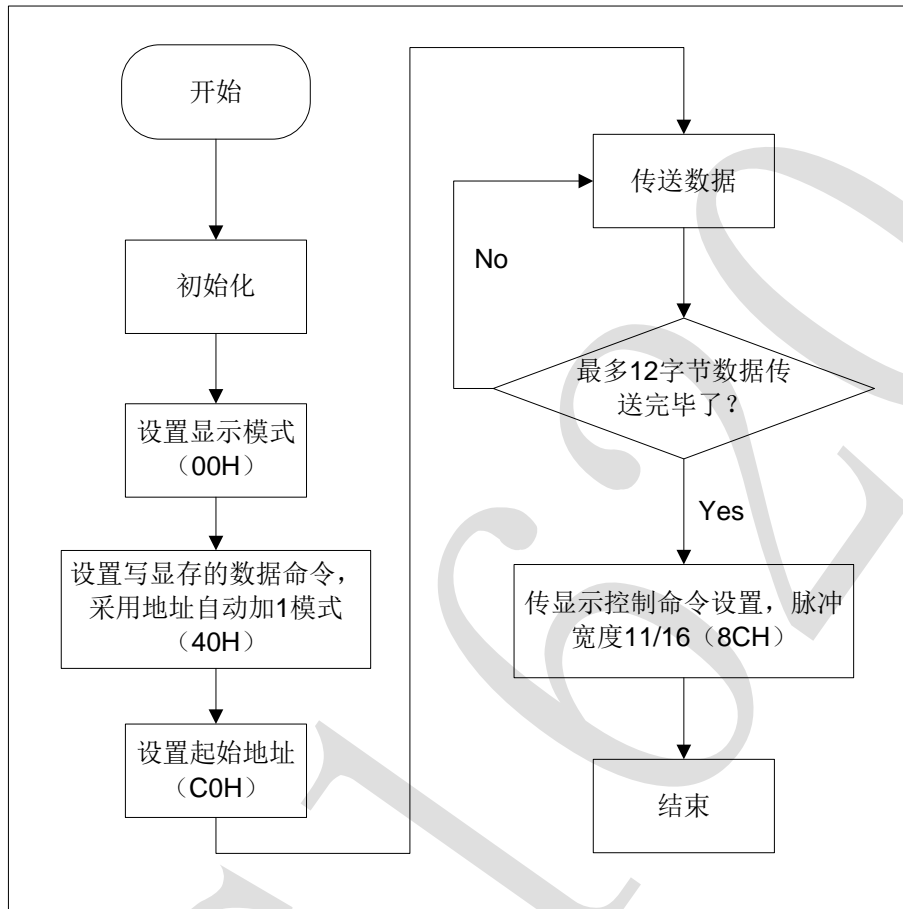 开始
初始化
设置显示模式
（00H）
设置写显存的数据命令，
采用地址自动加1模式
（40H）
设置起始地址
（C0H）
传送数据
No
最多12字节数据传
送完毕了？
Yes
传显示控制命令设置，脉冲
宽度11/16（8CH）
结束
1620